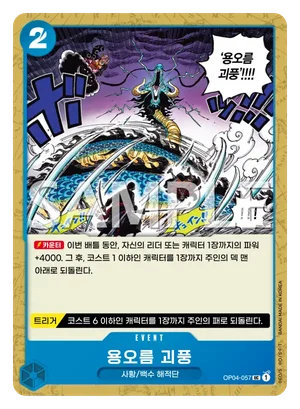 2
'용오름
괴풍'!!!!
SAMPLE
카운터 이번 배틀 동안, 자신의 리더 또는 캐릭터 1장까지의 파워
+4000. 그 후, 코스트 1 이하인 캐릭터를 1장까지 주인의 덱 맨
아래로 되돌린다.
트리거 코스트 6 이하인 캐릭터를 1장까지 주인의 패로 되돌린다.
EVENT
용오름 괴풍
사황/백수 해적단
OP04-057 UC 1